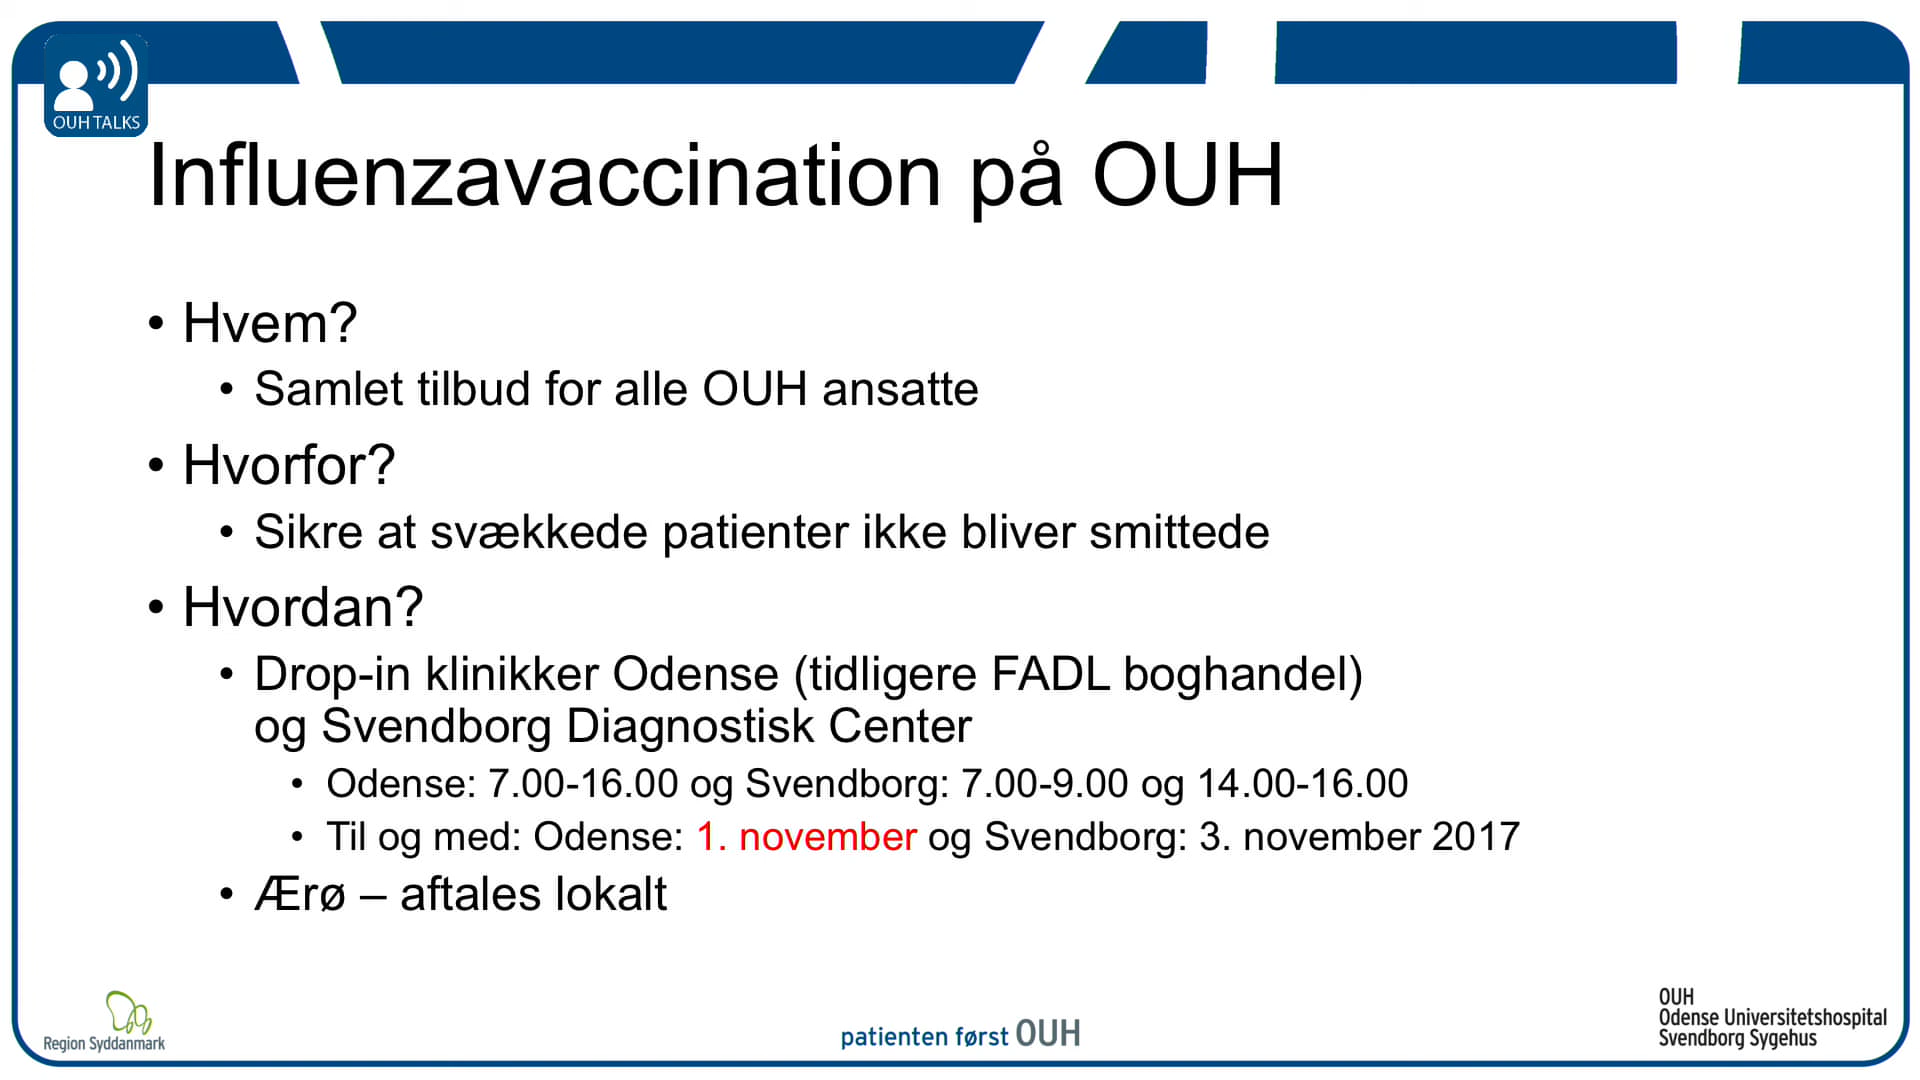 OUH TALKS
Influenzavaccination på OUH
• Hvem?
• Samlet tilbud for alle OUH ansatte
• Hvorfor?
• Sikre at svækkede patienter ikke bliver smittede
• Hvordan?
• Drop-in klinikker Odense (tidligere FADL boghandel)
og Svendborg Diagnostisk Center
• Odense: 7.00-16.00 og Svendborg: 7.00-9.00 og 14.00-16.00
• Til og med: Odense: 1. november og Svendborg: 3. november 2017
• Ærø – aftales lokalt
Region Syddanmark
patienten først OUH
OUH
Odense Universitetshospital
Svendborg Sygehus